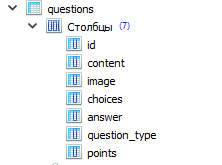 questions
Столбцы (7)
id
content
image
choices
answer
question_type
points